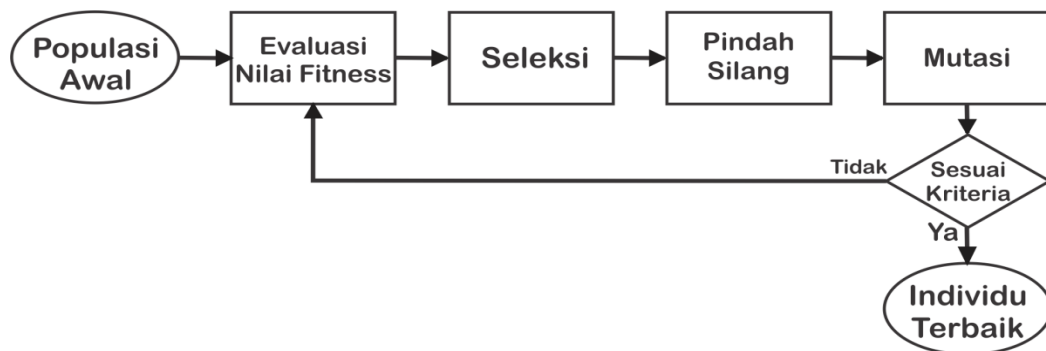 Populasi
Awal
Evaluasi
Nilai Fitness
Seleksi
Pindah
Silang
Mutasi
Tidak
Sesuai
Kriteria
Ya
Individu
Terbaik